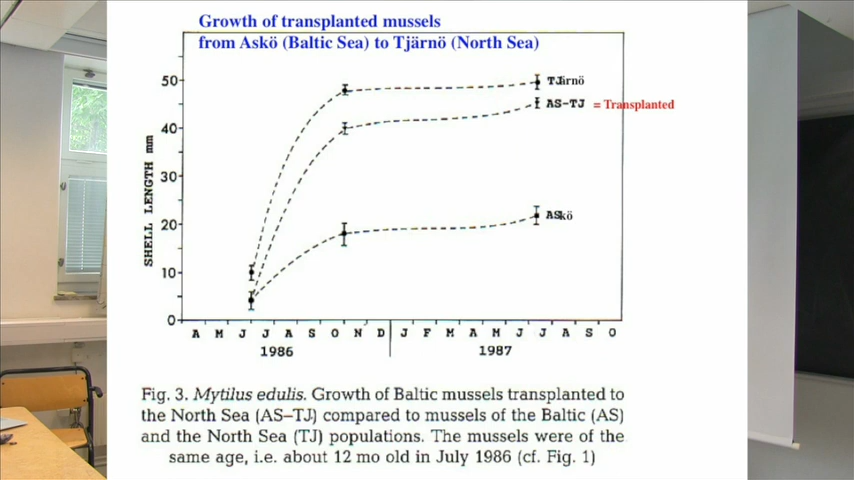 Growth of transplanted mussels
from Askö (Baltic Sea) to Tjärnö (North Sea)
50
40
30
20
10
0
SHELL LENGTH mm
TJärnö
AS-TJ = Transplanted
ASkö
A M J J A S O N D J F M A M J J A S O
1986 1987
Fig. 3. Mytilus edulis. Growth of Baltic mussels transplanted to
the North Sea (AS–TJ) compared to mussels of the Baltic (AS)
and the North Sea (TJ) populations. The mussels were of the
same age, i.e. about 12 mo old in July 1986 (cf. Fig. 1)